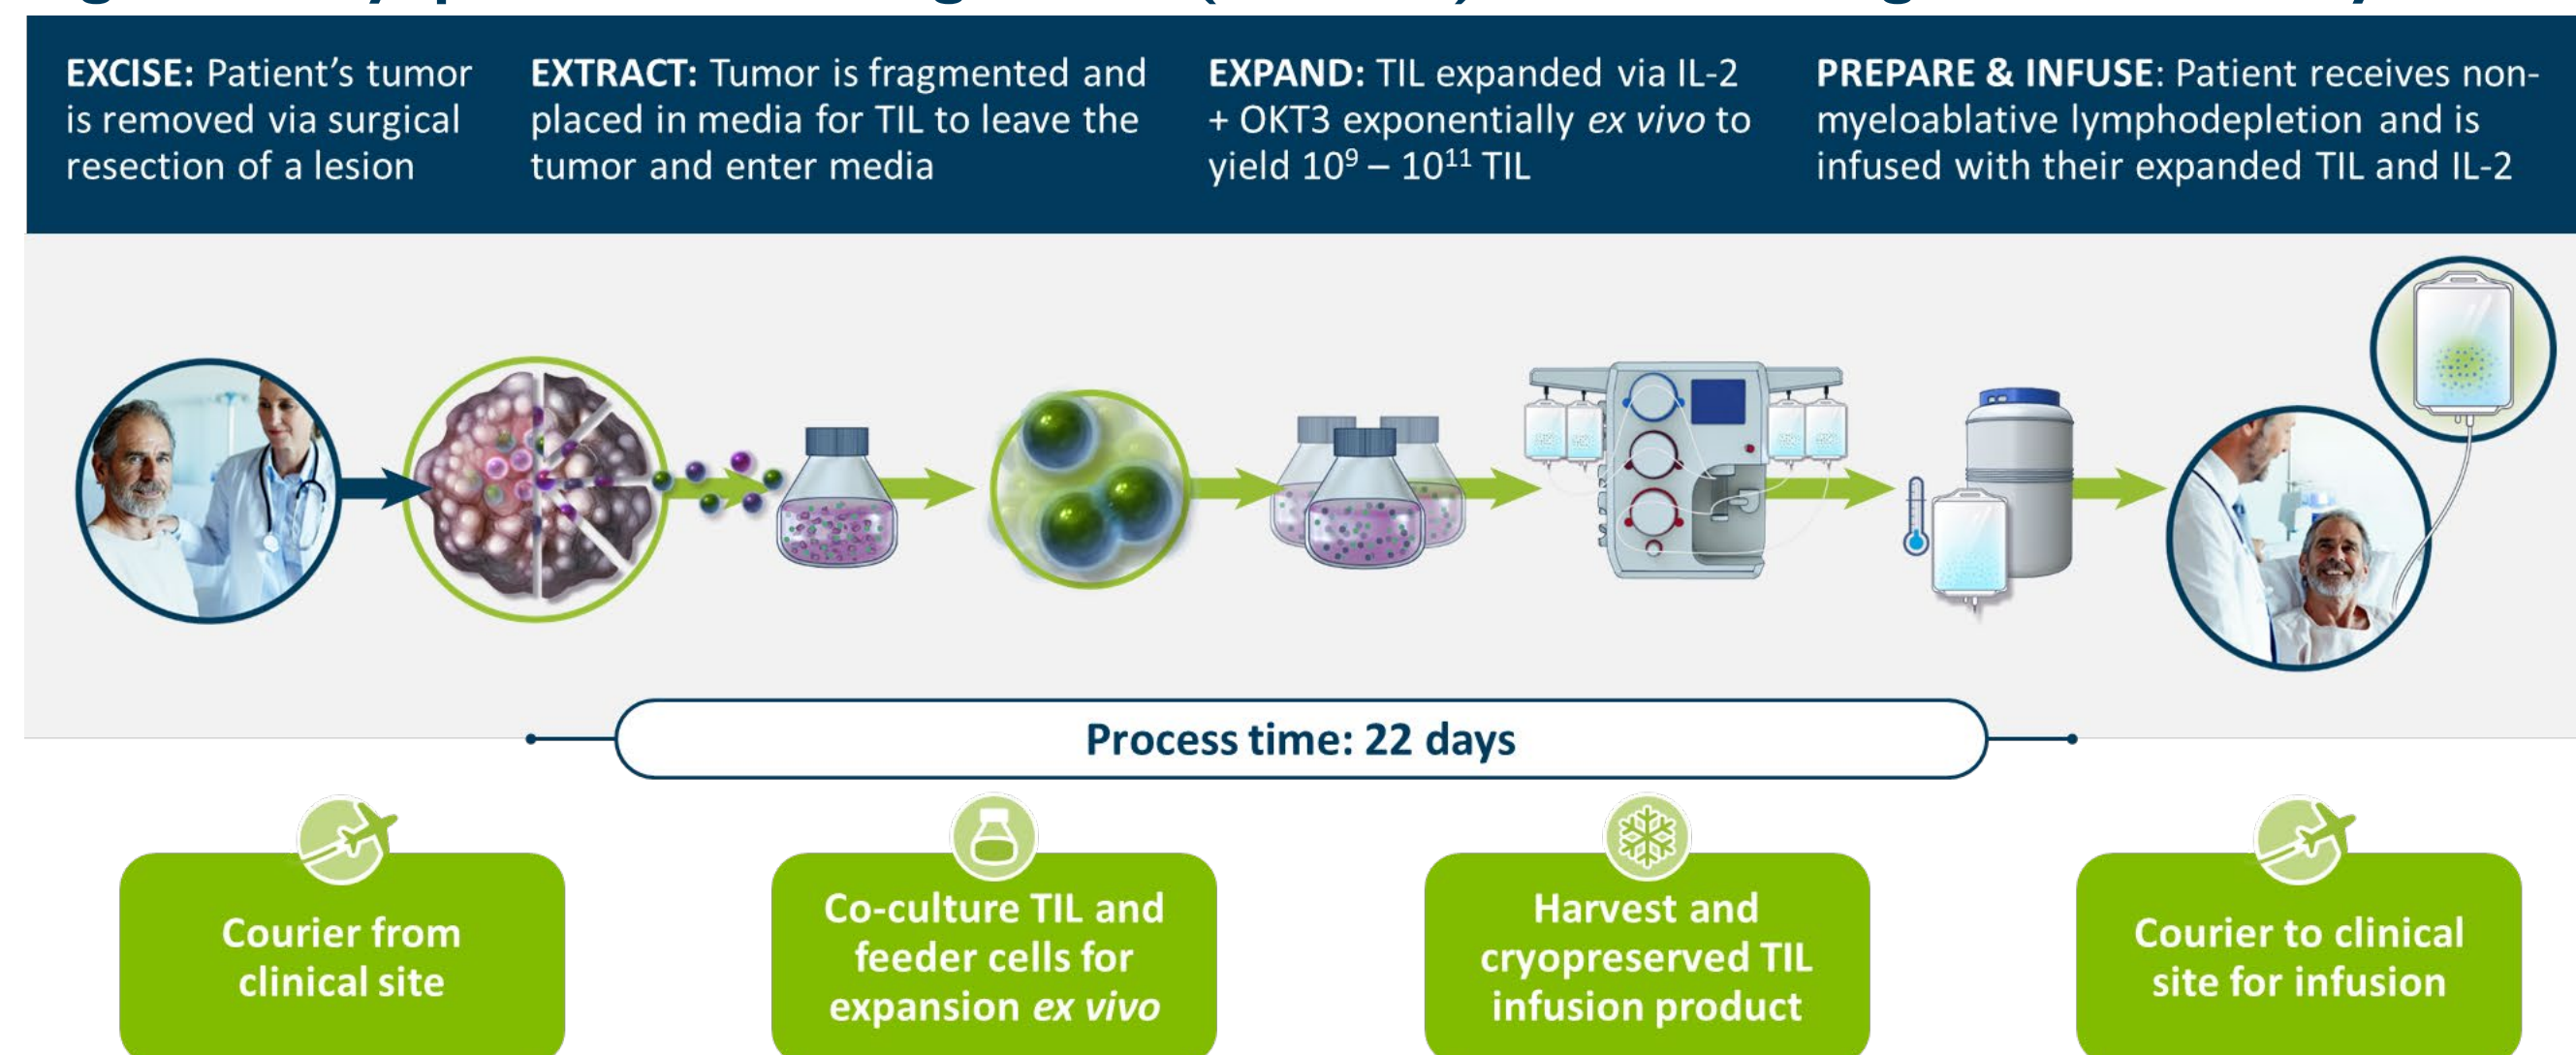 EXCISE: Patient's tumor
is removed via surgical
resection of a lesion
EXTRACT: Tumor is fragmented and
placed in media for TIL to leave the
tumor and enter media
EXPAND: TIL expanded via IL-2
+ OKT3 exponentially ex vivo to
yield 10⁹ – 10¹¹ TIL
PREPARE & INFUSE: Patient receives non-
myeloablative lymphodepletion and is
infused with their expanded TIL and IL-2
Process time: 22 days
Courier from
clinical site
Co-culture TIL and
feeder cells for
expansion ex vivo
Harvest and
cryopreserved TIL
infusion product
Courier to clinical
site for infusion